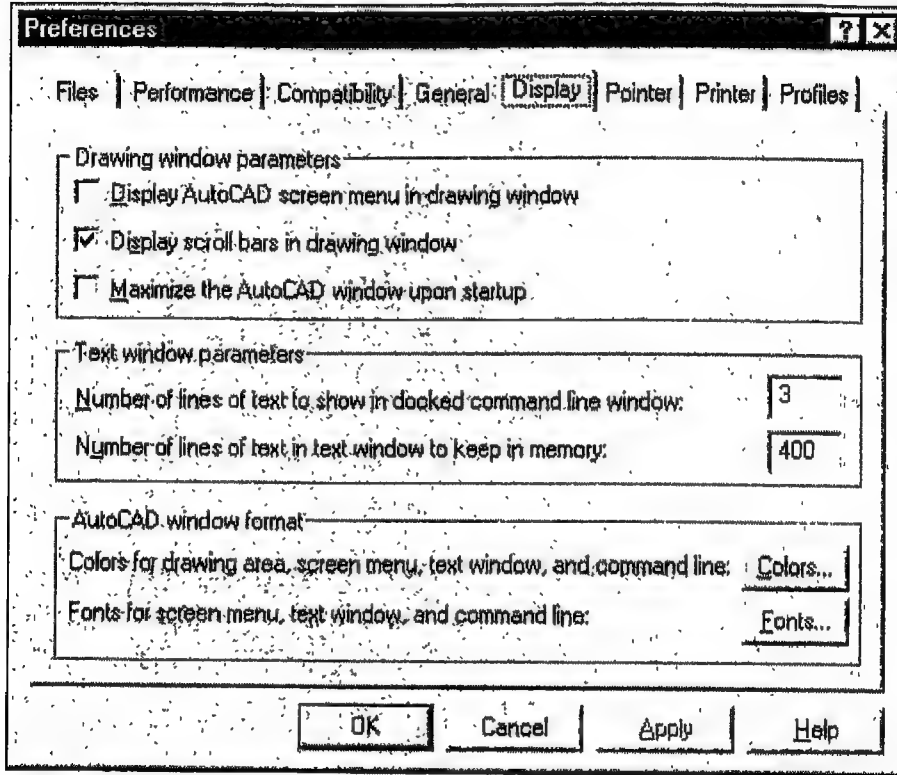 Preferences
Files Performance Compatibility General Display Pointer Printer Profiles
Drawing window parameters
Display AutoCAD screen menu in drawing window
Display scroll bars in drawing window
Maximize the AutoCAD window upon startup
Text window parameters
Number of lines of text to show in docked command line window: 3
Number of lines of text in text window to keep in memory: 400
AutoCAD window format
Colors for drawing area, screen menu, text window, and command line: Colors...
Fonts for screen menu, text window, and command line: Fonts...
OK Cancel Apply Help